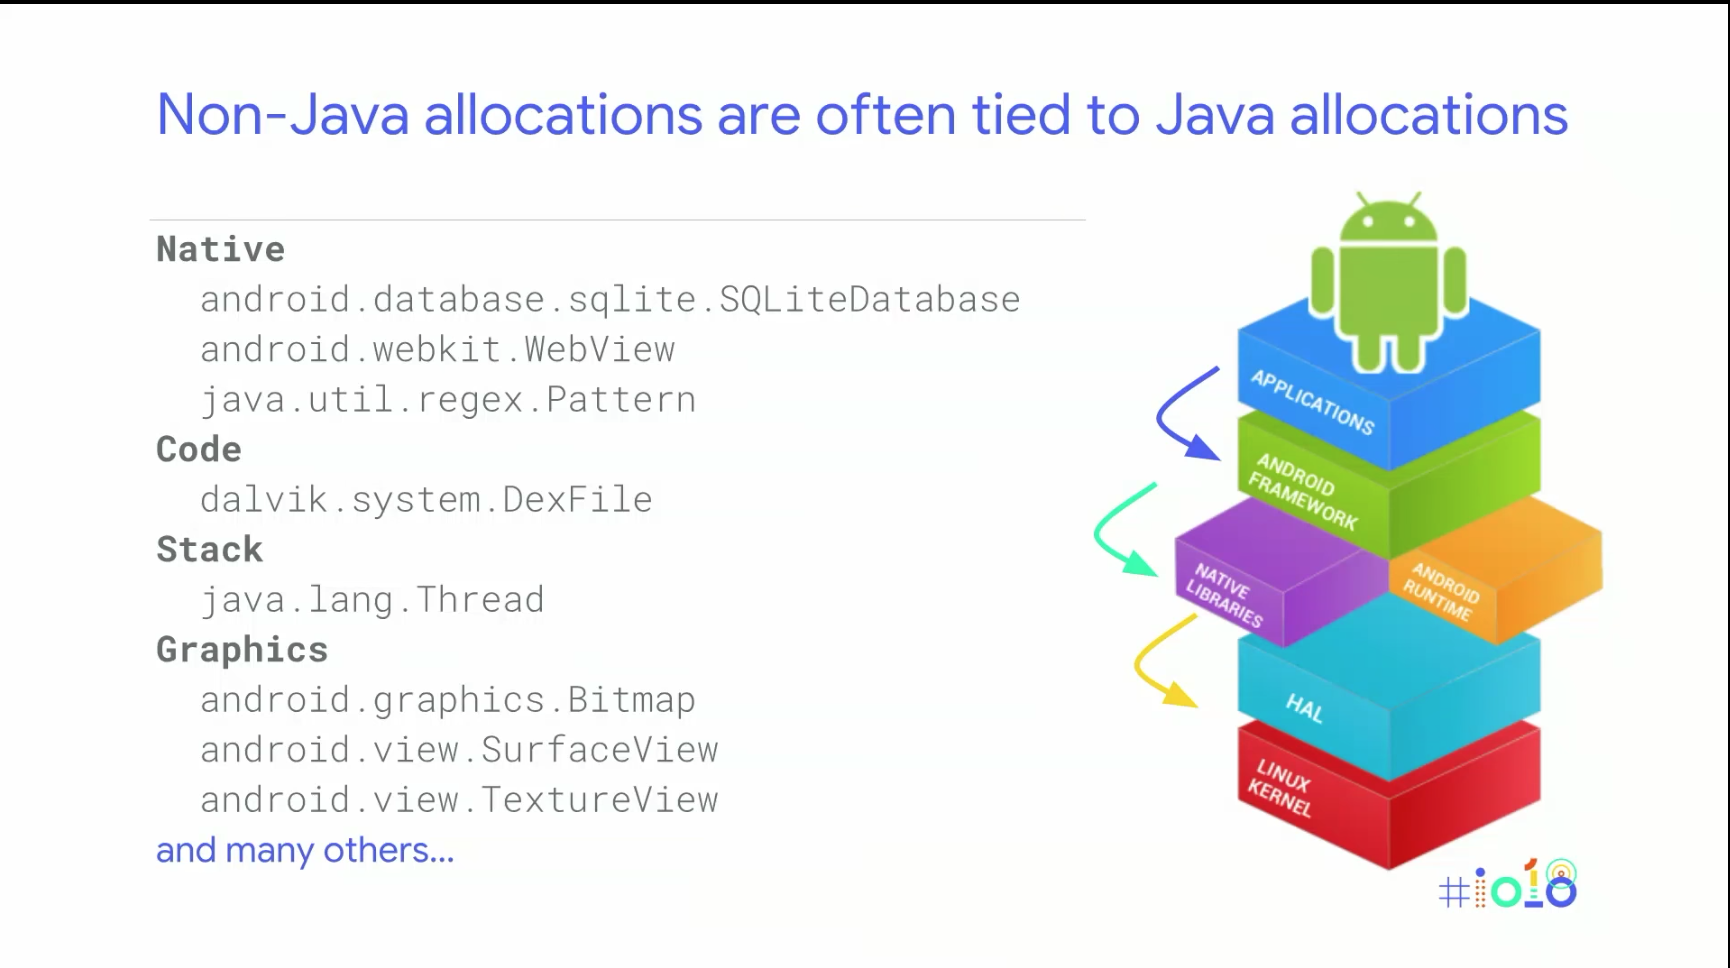 Non-Java allocations are often tied to Java allocations
Native
android.database.sqlite.SQLiteDatabase
android.webkit.WebView
java.util.regex.Pattern
Code
dalvik.system.DexFile
Stack
java.lang.Thread
Graphics
android.graphics.Bitmap
android.view.SurfaceView
android.view.TextureView
and many others...
APPLICATIONS
ANDROID
FRAMEWORK
NATIVE
LIBRARIES
ANDROID
RUNTIME
HAL
LINUX
KERNEL
#io18